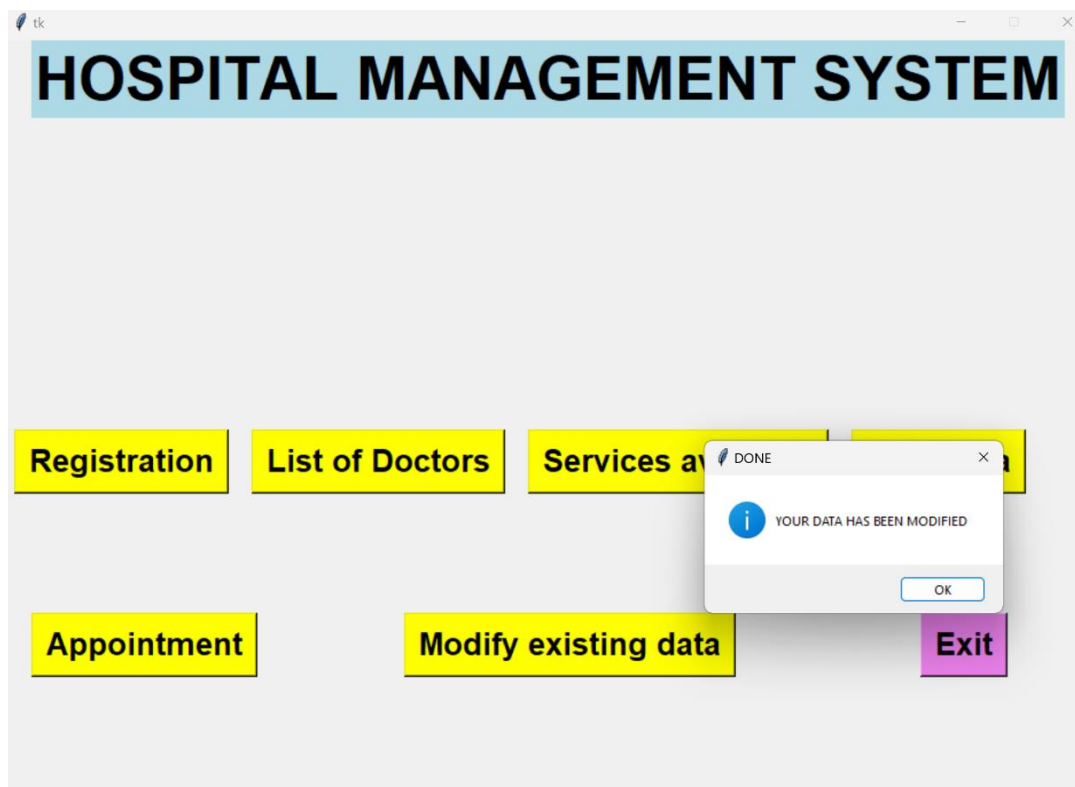 tk
HOSPITAL MANAGEMENT SYSTEM
Registration
List of Doctors
Services
DONE
YOUR DATA HAS BEEN MODIFIED
OK
Appointment
Modify existing data
Exit